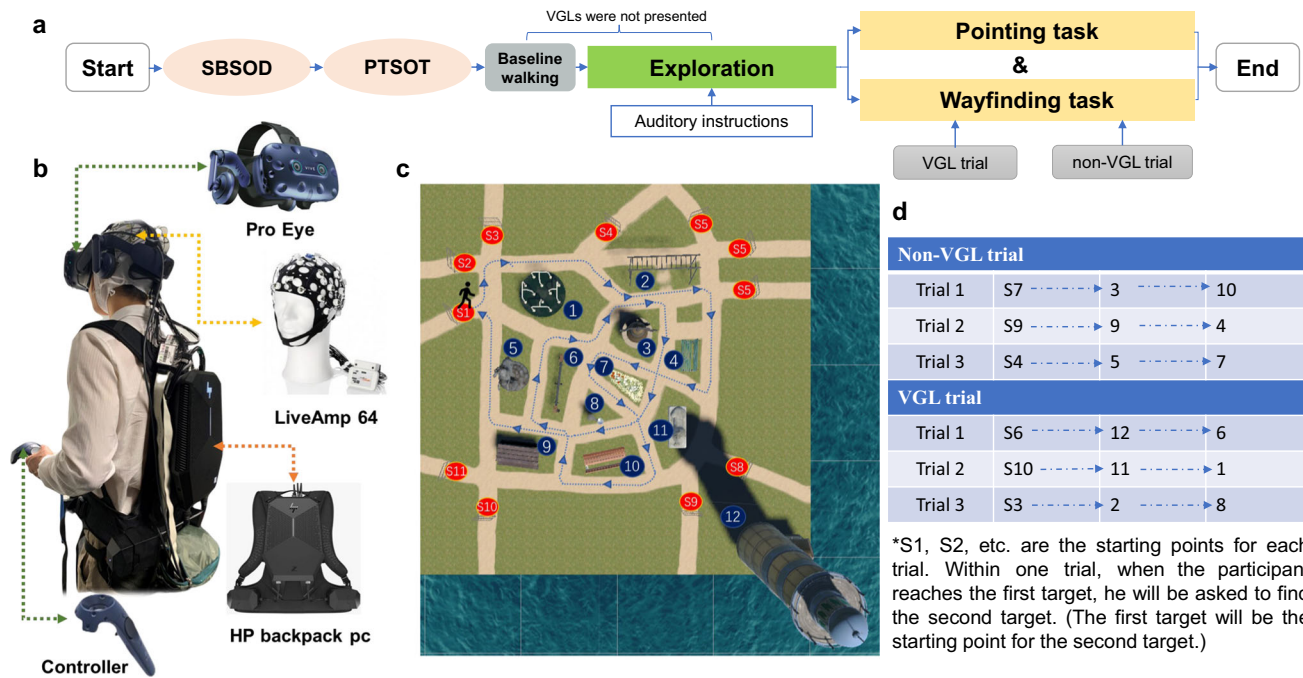 a
VGLs were not presented
Start
SBSOD
PTSOT
Baseline
walking
Exploration
Auditory instructions
Pointing task
&
Wayfinding task
End
VGL trial
non-VGL trial
b
Pro Eye
LiveAmp 64
HP backpack pc
Controller
c
S3
S4
S5
S2
S5
S5
S1
1
2
3
4
5
6
7
8
9
10
11
12
S11
S10
S9
S8
d
Non-VGL trial
Trial 1 S7 3 10
Trial 2 S9 9 4
Trial 3 S4 5 7
VGL trial
Trial 1 S6 12 6
Trial 2 S10 11 1
Trial 3 S3 2 8
*S1, S2, etc. are the starting points for each
trial. Within one trial, when the participan
reaches the first target, he will be asked to find
the second target. (The first target will be the
starting point for the second target.)